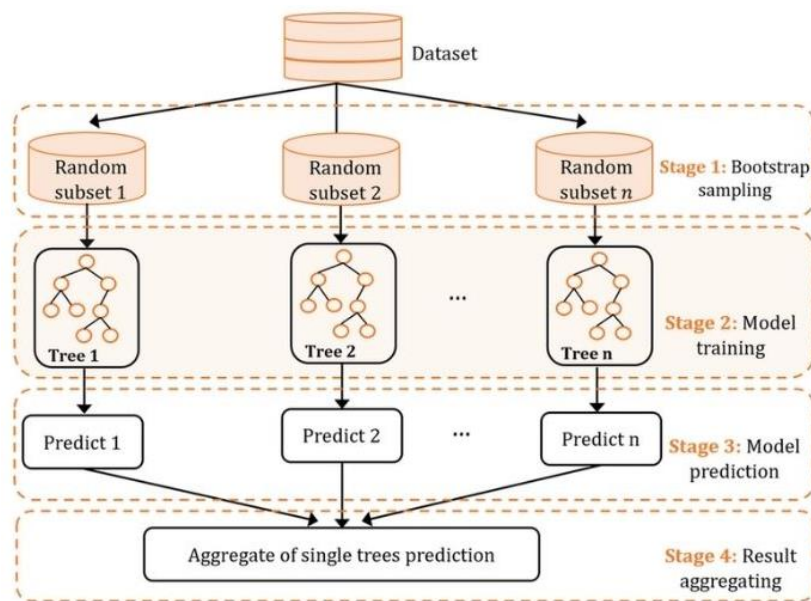 Dataset
Random
subset 1
Random
subset 2
Random
subset n
Stage 1: Bootstrap
sampling
Tree 1
Tree 2
...
Tree n
Stage 2: Model
training
Predict 1
Predict 2
...
Predict n
Stage 3: Model
prediction
Aggregate of single trees prediction
Stage 4: Result
aggregating